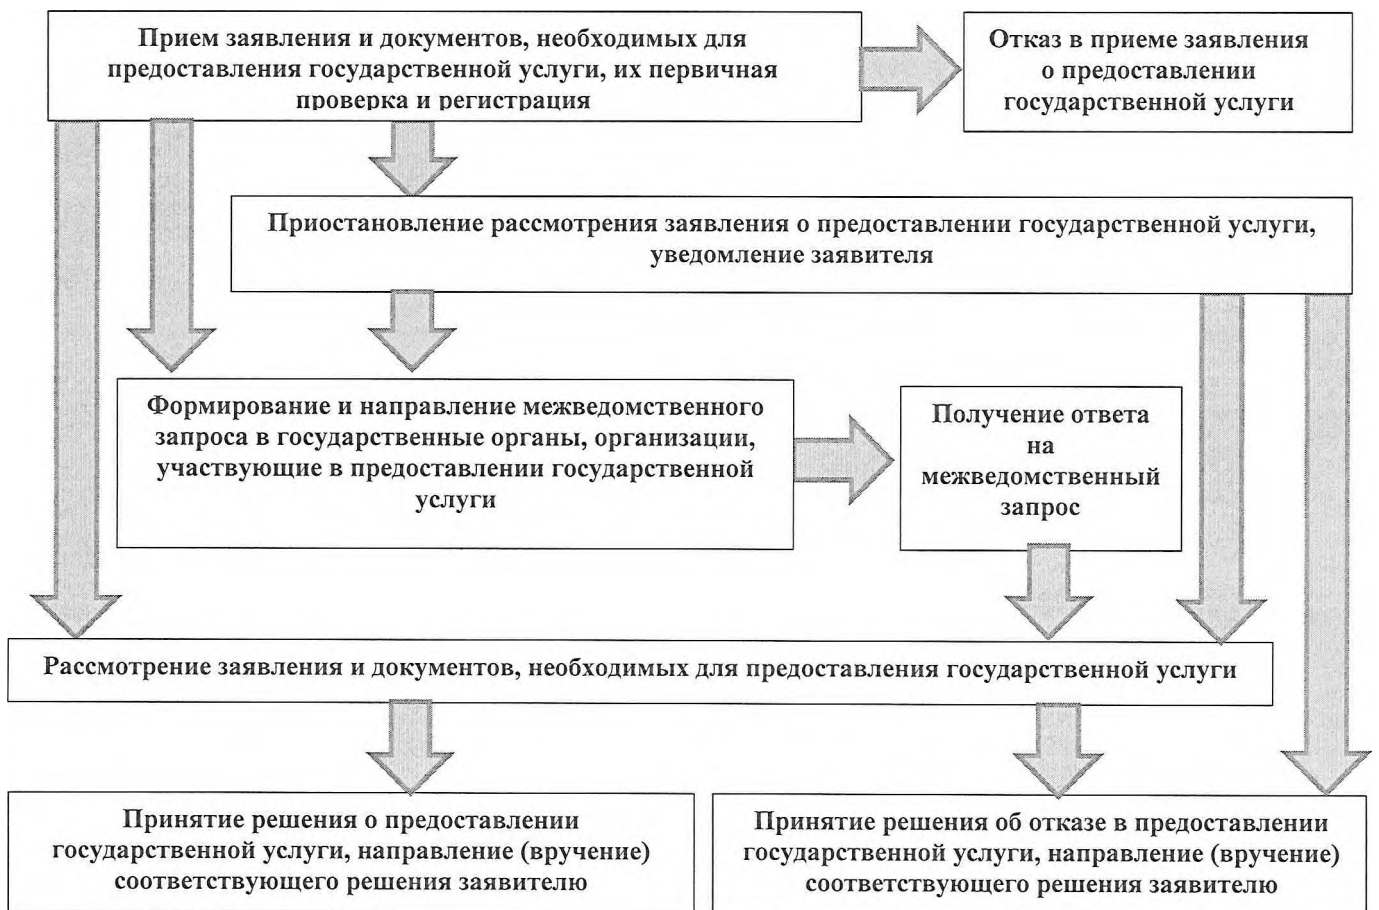 Прием заявления и документов, необходимых для
предоставления государственной услуги, их первичная
проверка и регистрация
Отказ в приеме заявления
о предоставлении
государственной услуги
Приостановление рассмотрения заявления о предоставлении государственной услуги,
уведомление заявителя
Формирование и направление межведомственного
запроса в государственные органы, организации,
участвующие в предоставлении государственной
услуги
Получение ответа
на
межведомственный
запрос
Рассмотрение заявления и документов, необходимых для предоставления государственной услуги
Принятие решения о предоставлении
государственной услуги, направление (вручение)
соответствующего решения заявителю
Принятие решения об отказе в предоставлении
государственной услуги, направление (вручение)
соответствующего решения заявителю